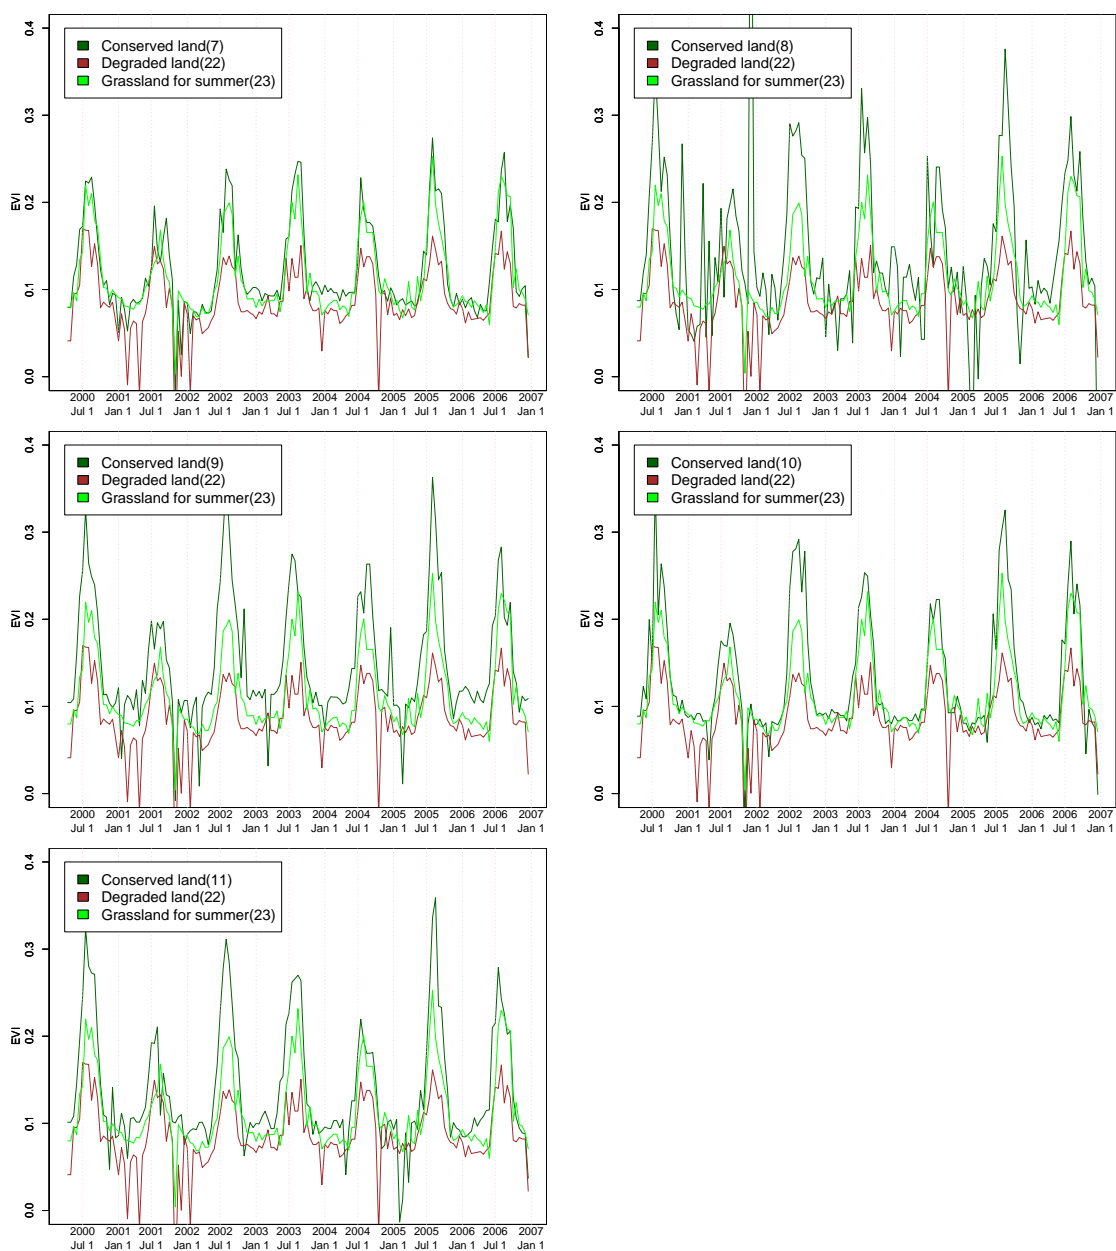 0.4
Conserved land(7)
Degraded land(22)
Grassland for summer(23)
0.3
EVI
0.2
0.1
0.0
2000 2001 2001 2002 2002 2003 2003 2004 2004 2005 2005 2006 2006 2007
Jul 1 Jan 1 Jul 1 Jan 1 Jul 1 Jan 1 Jul 1 Jan 1 Jul 1 Jan 1 Jul 1 Jan 1 Jul 1 Jan 1
0.4
Conserved land(8)
Degraded land(22)
Grassland for summer(23)
0.3
EVI
0.2
0.1
0.0
2000 2001 2001 2002 2002 2003 2003 2004 2004 2005 2005 2006 2006 2007
Jul 1 Jan 1 Jul 1 Jan 1 Jul 1 Jan 1 Jul 1 Jan 1 Jul 1 Jan 1 Jul 1 Jan 1 Jul 1 Jan 1
0.4
Conserved land(9)
Degraded land(22)
Grassland for summer(23)
0.3
EVI
0.2
0.1
0.0
2000 2001 2001 2002 2002 2003 2003 2004 2004 2005 2005 2006 2006 2007
Jul 1 Jan 1 Jul 1 Jan 1 Jul 1 Jan 1 Jul 1 Jan 1 Jul 1 Jan 1 Jul 1 Jan 1 Jul 1 Jan 1
0.4
Conserved land(10)
Degraded land(22)
Grassland for summer(23)
0.3
EVI
0.2
0.1
0.0
2000 2001 2001 2002 2002 2003 2003 2004 2004 2005 2005 2006 2006 2007
Jul 1 Jan 1 Jul 1 Jan 1 Jul 1 Jan 1 Jul 1 Jan 1 Jul 1 Jan 1 Jul 1 Jan 1 Jul 1 Jan 1
0.4
Conserved land(11)
Degraded land(22)
Grassland for summer(23)
0.3
EVI
0.2
0.1
0.0
2000 2001 2001 2002 2002 2003 2003 2004 2004 2005 2005 2006 2006 2007
Jul 1 Jan 1 Jul 1 Jan 1 Jul 1 Jan 1 Jul 1 Jan 1 Jul 1 Jan 1 Jul 1 Jan 1 Jul 1 Jan 1